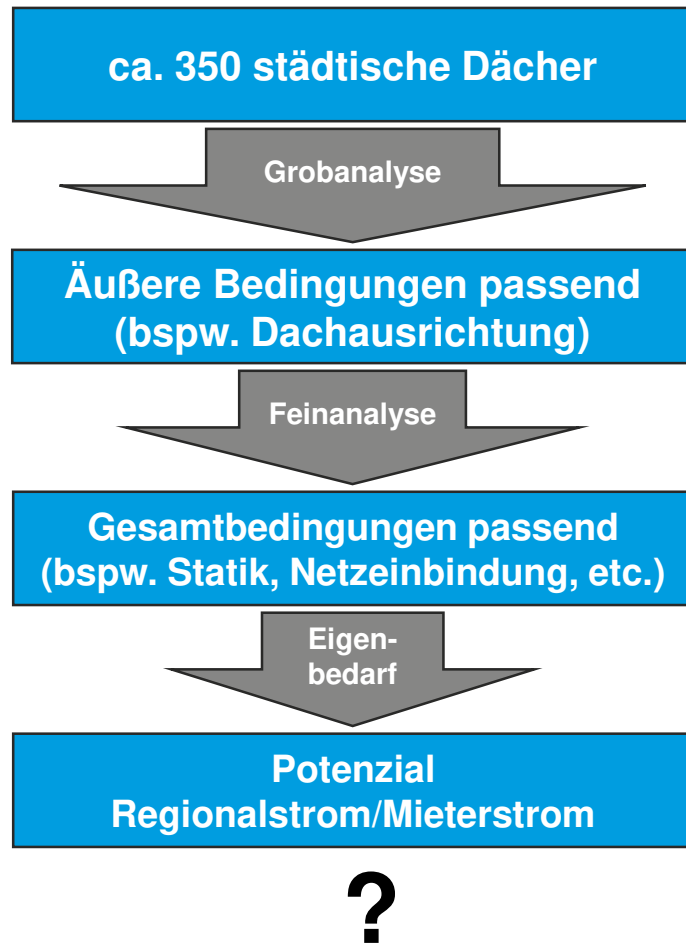 ca. 350 städtische Dächer
Grobanalyse
Äußere Bedingungen passend
(bspw. Dachausrichtung)
Feinanalyse
Gesamtbedingungen passend
(bspw. Statik, Netzeinbindung, etc.)
Eigen-
bedarf
Potenzial
Regionalstrom/Mieterstrom
?